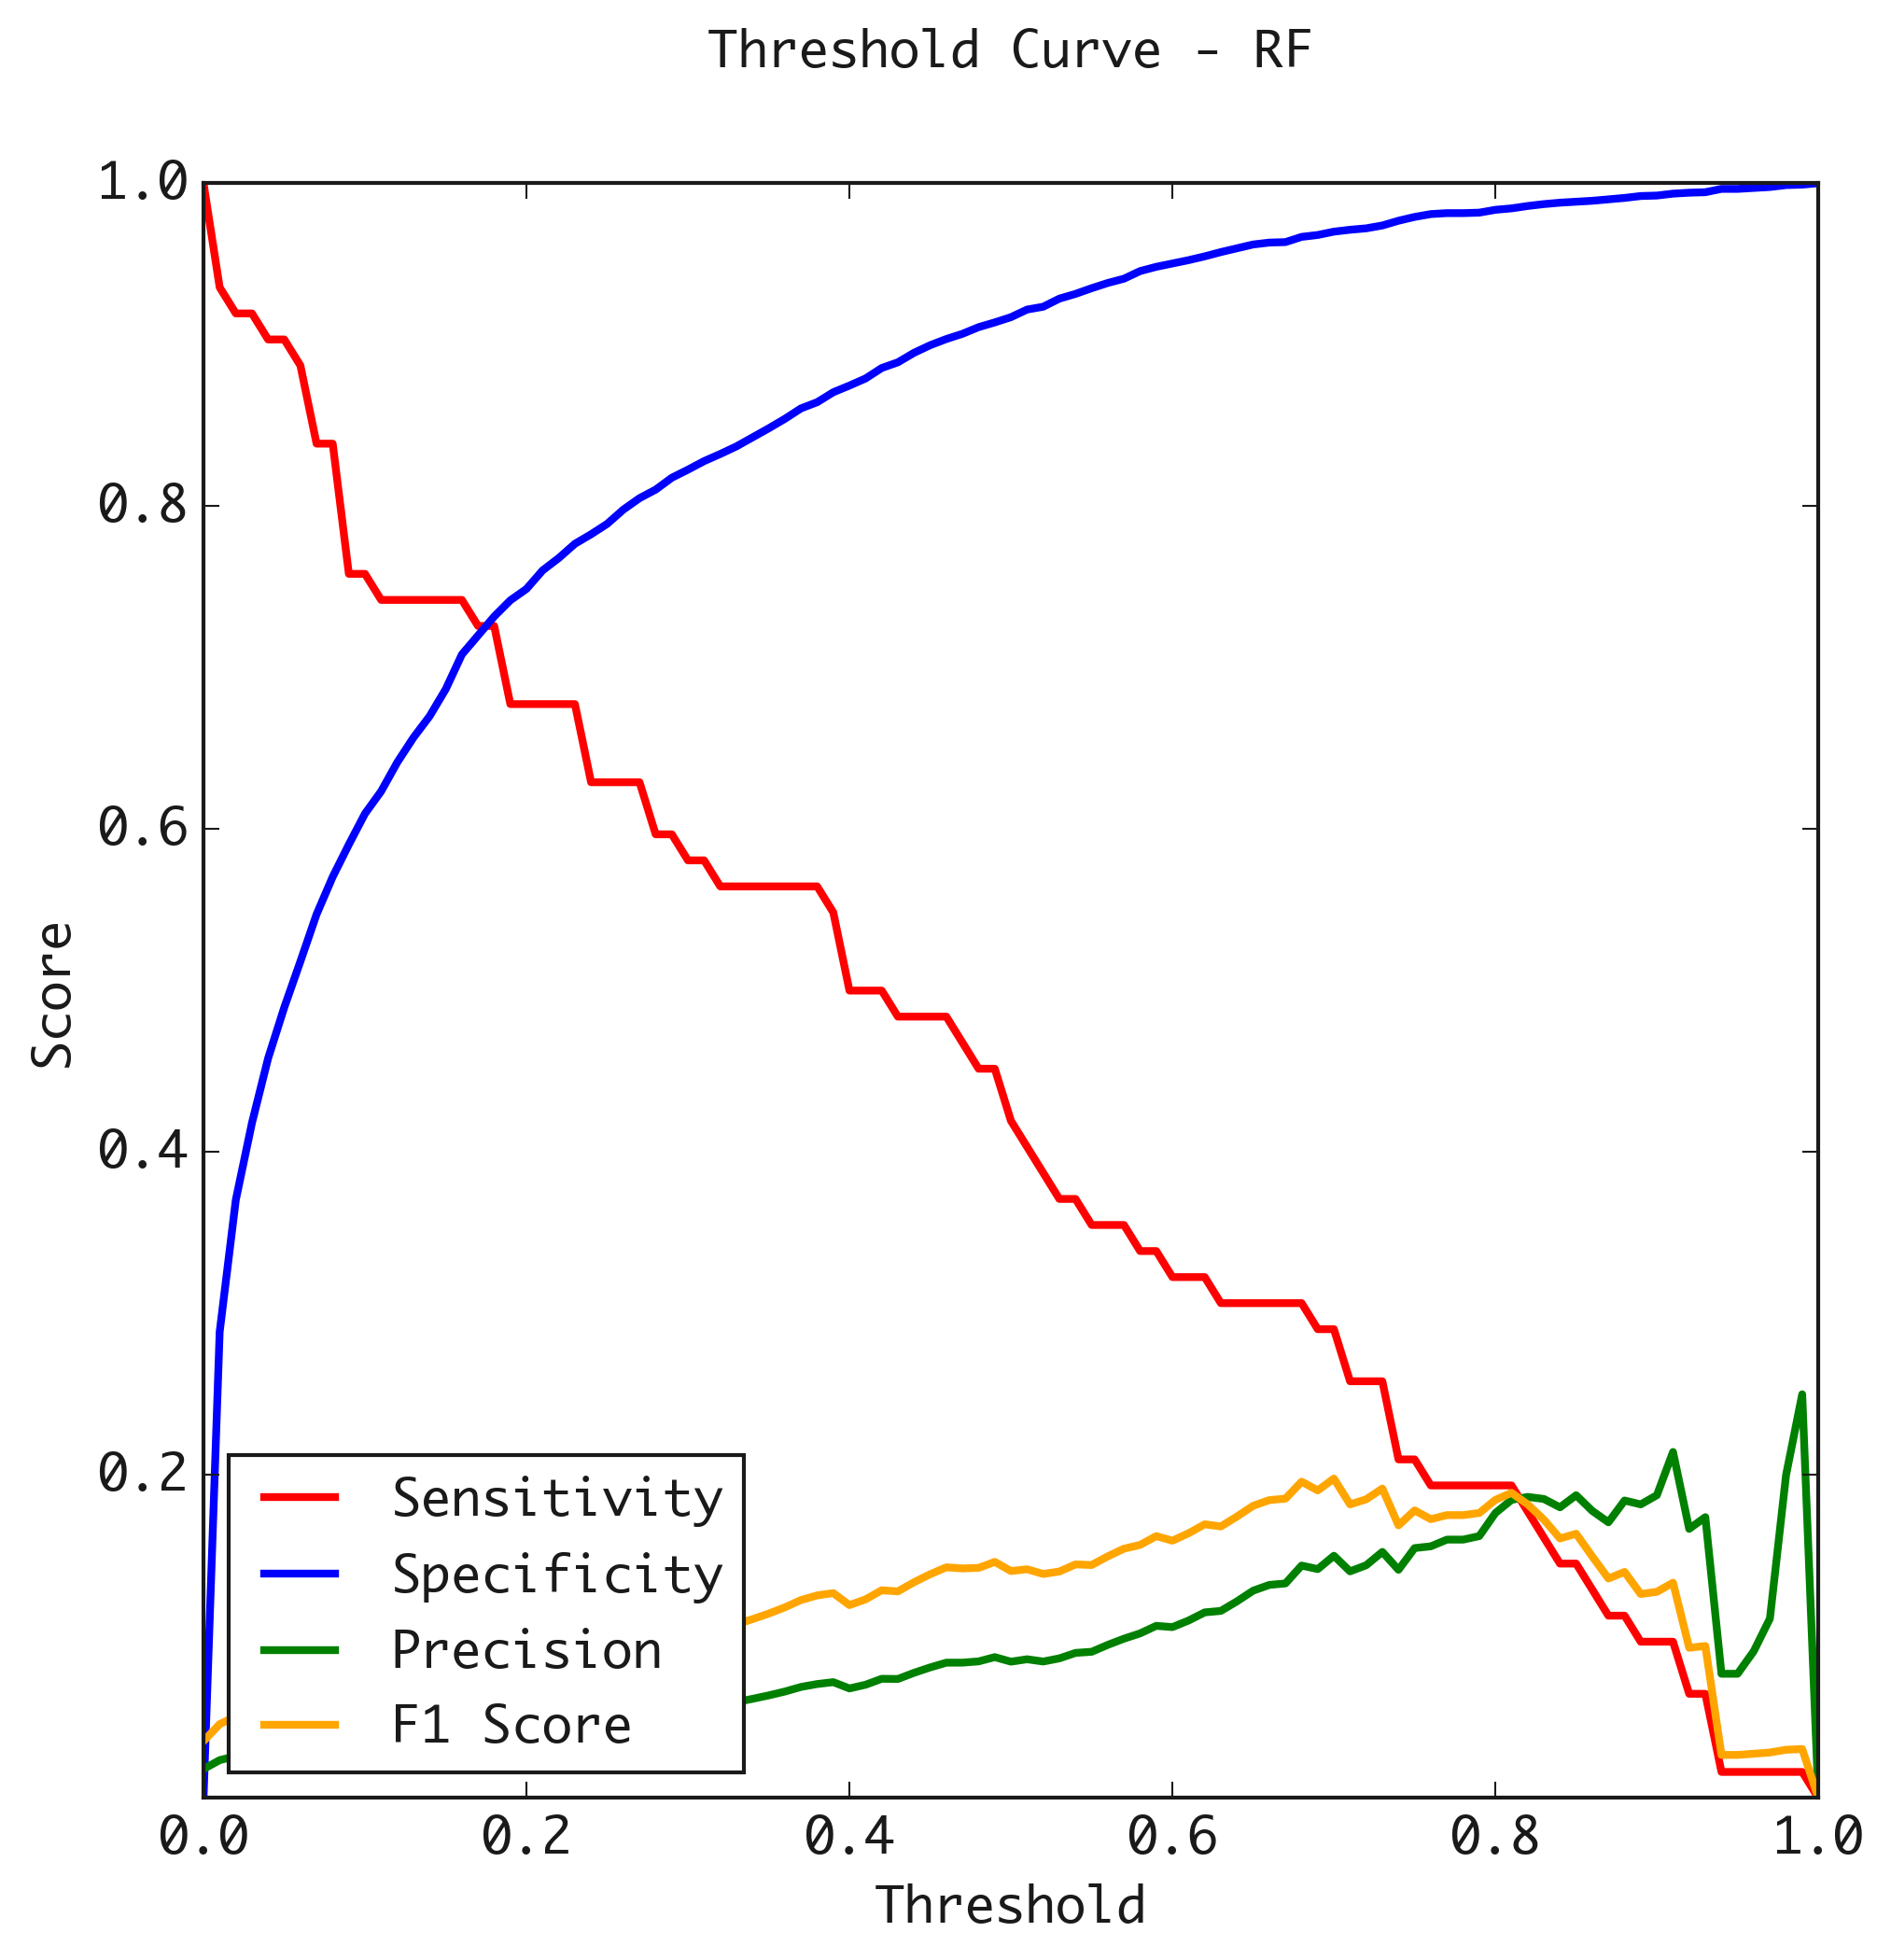 Threshold Curve - RF
1.0
0.8
0.6
0.4
0.2
Score
Sensitivity
Specificity
Precision
F1 Score
0.0 0.2 0.4 0.6 0.8 1.0
Threshold